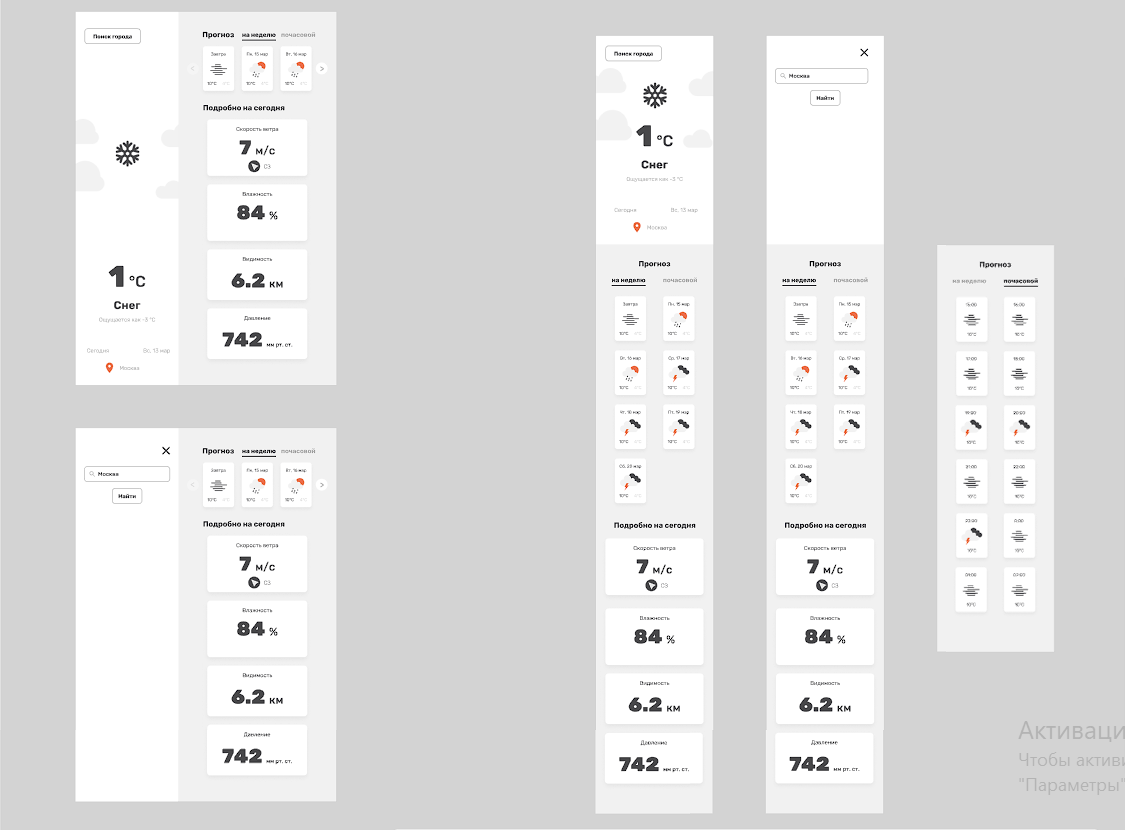 Поиск города
1 °C
Снег
Ощущается как -3 °C
Сегодня Вс, 13 мар
Москва
Прогноз на неделю почасовой
Завтра Пн, 15 мар Вт, 16 мар
10°C 10°C 10°C
Подробно на сегодня
Скорость ветра
7 м/с
СЗ
Влажность
84 %
Видимость
6.2 км
Давление
742 мм рт. ст.
Москва
Найти
Прогноз на неделю почасовой
Завтра Пн, 15 мар Вт, 16 мар
10°C 10°C 10°C
Подробно на сегодня
Скорость ветра
7 м/с
СЗ
Влажность
84 %
Видимость
6.2 км
Давление
742 мм рт. ст.
Поиск города
1 °C
Снег
Ощущается как -3 °C
Сегодня Вс, 13 мар
Москва
Прогноз
на неделю почасовой
Завтра Пн, 15 мар
10°C 10°C
Вт, 16 мар Ср, 17 мар
10°C 10°C
Чт, 18 мар Пт, 19 мар
10°C 10°C
Сб, 20 мар
10°C
Подробно на сегодня
Скорость ветра
7 м/с
СЗ
Влажность
84 %
Видимость
6.2 км
Давление
742 мм рт. ст.
Москва
Найти
Прогноз
на неделю почасовой
Завтра Пн, 15 мар
10°C 10°C
Вт, 16 мар Ср, 17 мар
10°C 10°C
Чт, 18 мар Пт, 19 мар
10°C 10°C
Сб, 20 мар
10°C
Подробно на сегодня
Скорость ветра
7 м/с
СЗ
Влажность
84 %
Видимость
6.2 км
Давление
742 мм рт. ст.
Прогноз
на неделю почасовой
15:00 16:00
10°C 10°C
17:00 18:00
10°C 10°C
19:00 20:00
10°C 10°C
21:00 22:00
10°C 10°C
23:00 0:00
10°C 10°C
10°C 10°C
Активаци
Чтобы активи
"Параметры"